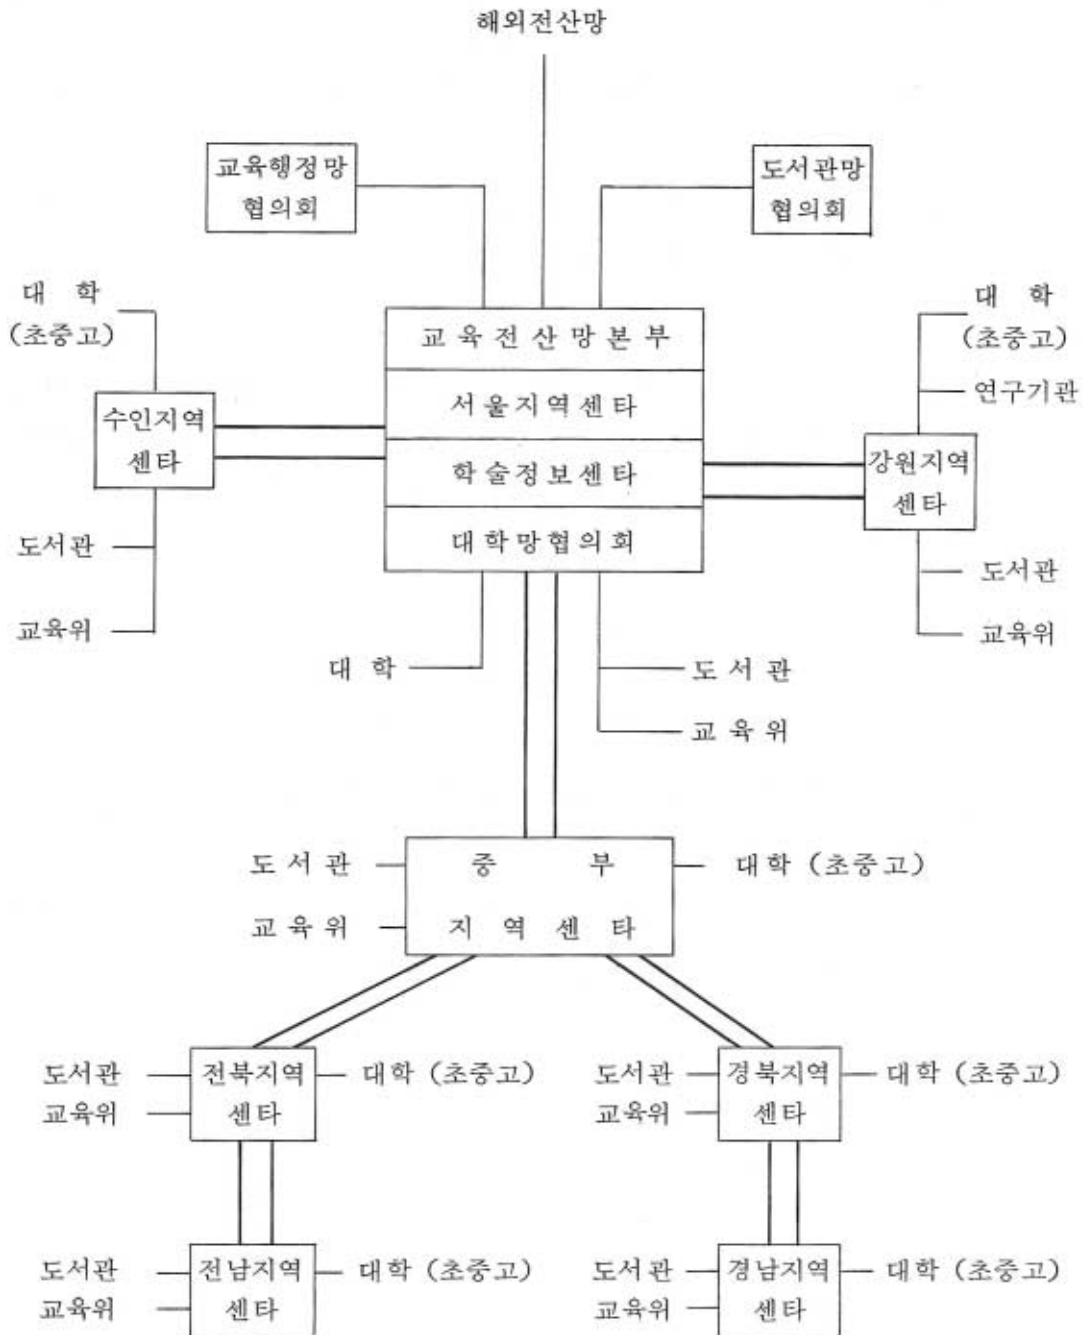 해외전산망
교육행정망
협의회
도서관망
협의회
대 학
(초중고)
대 학
(초중고)
연구기관
교육전산망본부
서울지역센타
학술정보센타
대학망협의회
수인지역
센타
강원지역
센타
도서관
교육위
도서관
교육위
대 학
도 서 관
교 육 위
도 서 관
교 육 위
중 부
지 역 센 타
대학 (초중고)
도서관
교육위
전북지역
센타
대학 (초중고)
도서관
교육위
경북지역
센타
대학 (초중고)
도서관
교육위
전남지역
센타
대학 (초중고)
도서관
교육위
경남지역
센타
대학 (초중고)